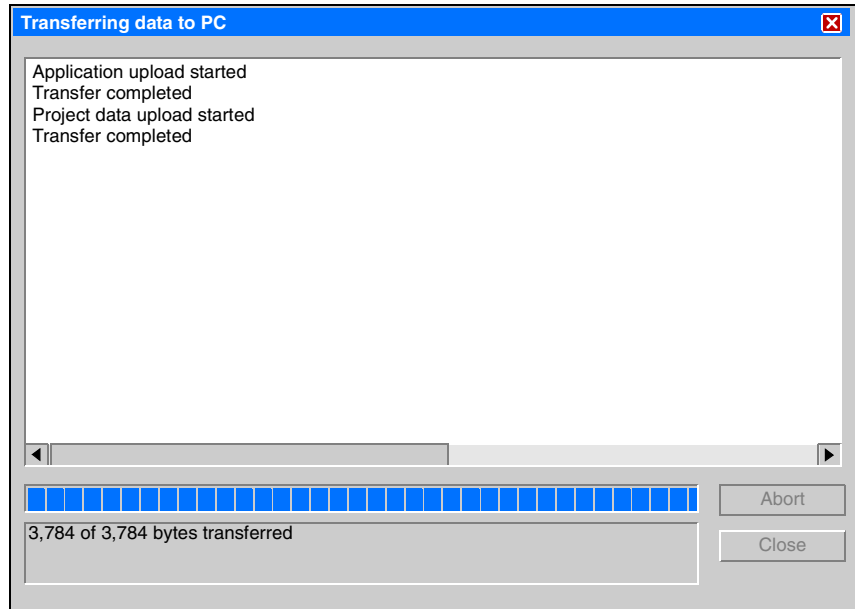 Transferring data to PC
Application upload started
Transfer completed
Project data upload started
Transfer completed
Abort
3,784 of 3,784 bytes transferred
Close